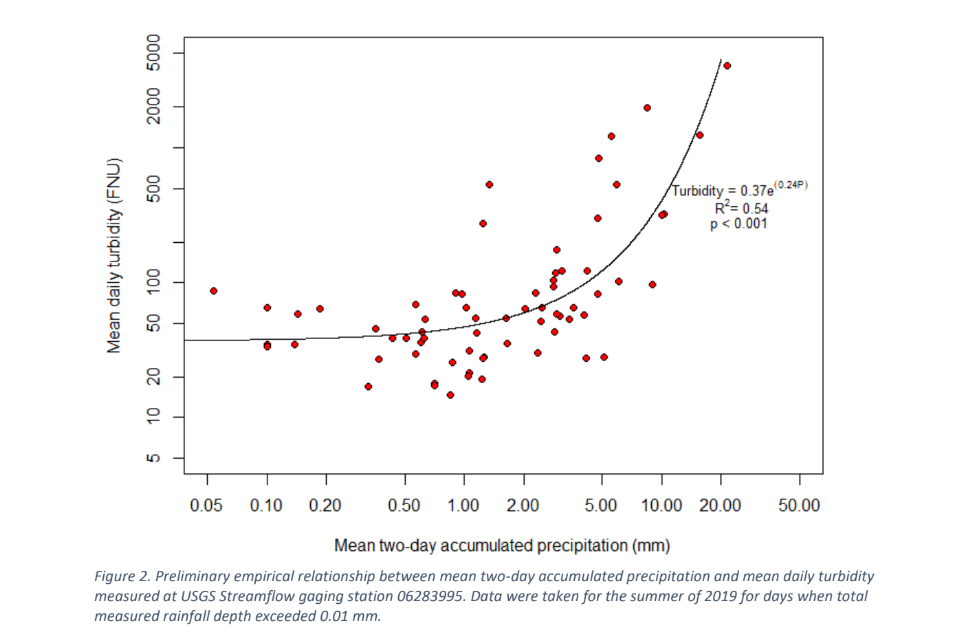 5000
2000
500
100
50
20
10
5
Mean daily turbidity (FNU)
Turbidity = 0.37e(0.24P)
R2= 0.54
p < 0.001
0.05 0.10 0.20 0.50 1.00 2.00 5.00 10.00 20.00 50.00
Mean two-day accumulated precipitation (mm)
Figure 2. Preliminary empirical relationship between mean two-day accumulated precipitation and mean daily turbidity
measured at USGS Streamflow gaging station 06283995. Data were taken for the summer of 2019 for days when total
measured rainfall depth exceeded 0.01 mm.